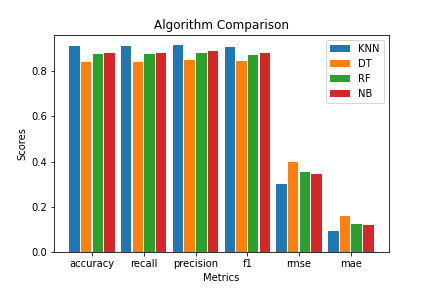 Algorithm Comparison
KNN
DT
RF
NB
Scores
0.8
0.6
0.4
0.2
0.0
accuracy recall precision f1 rmse mae
Metrics